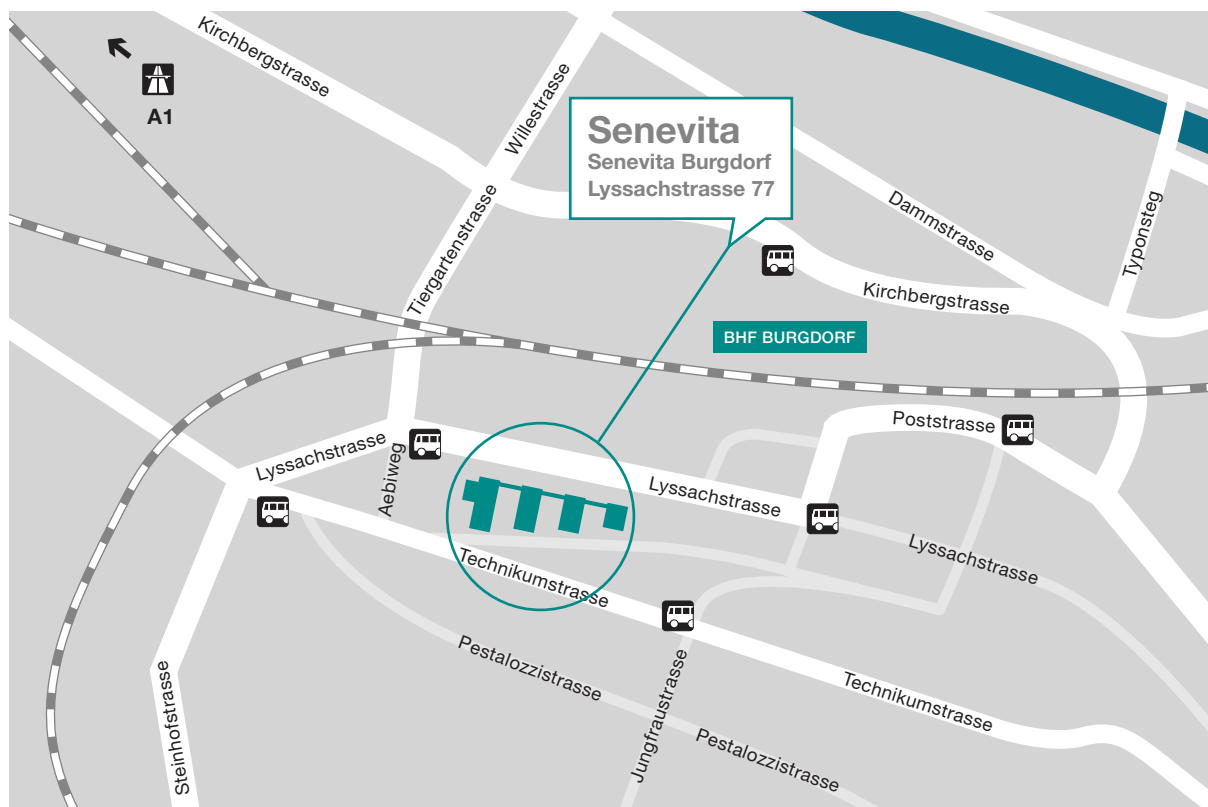 Kirchbergstrasse
A1
Willestrasse
Senevita
Senevita Burgdorf
Lyssachstrasse 77
Tiergartenstrasse
Dammstrasse
Typonsteg
Kirchbergstrasse
BHF BURGDORF
Poststrasse
Lyssachstrasse
Aebiweg
Lyssachstrasse
Lyssachstrasse
Technikumstrasse
Pestalozzistrasse
Jungfraustrasse
Technikumstrasse
Steinhofstrasse
Pestalozzistrasse